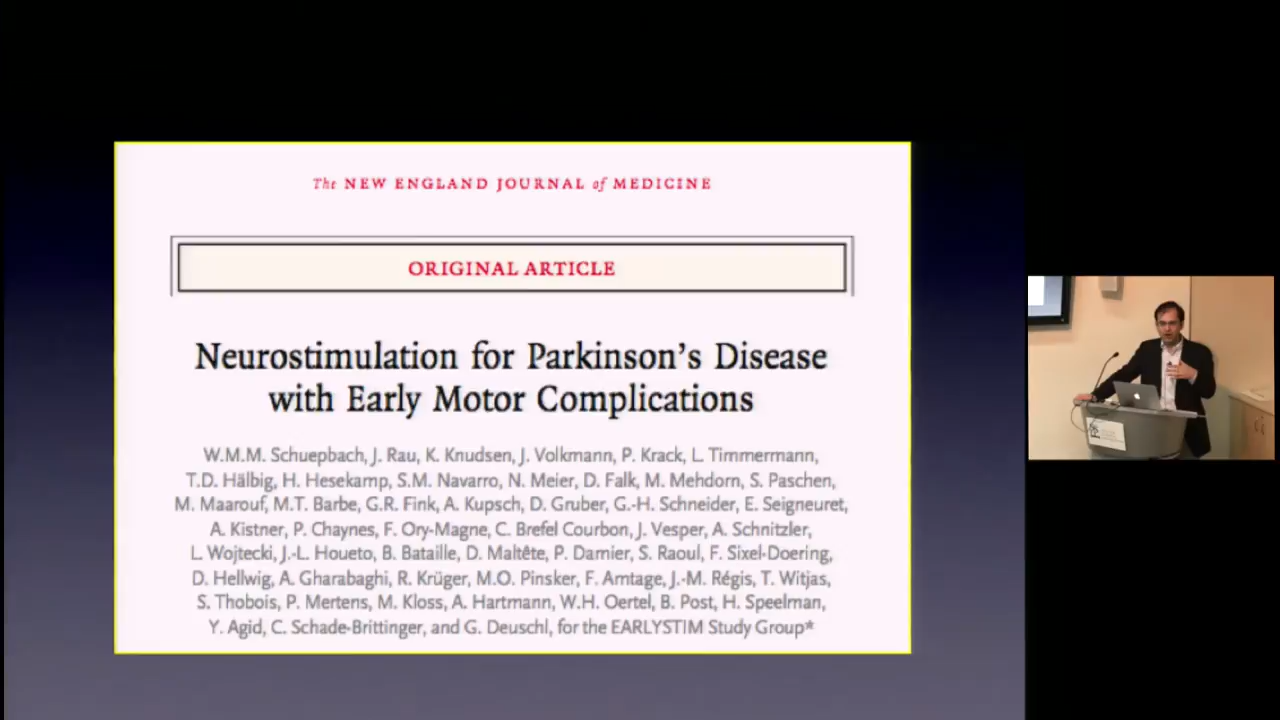 The NEW ENGLAND JOURNAL of MEDICINE
ORIGINAL ARTICLE
Neurostimulation for Parkinson's Disease
with Early Motor Complications
W.M.M. Schuepbach, J. Rau, K. Knudsen, J. Volkmann, P. Krack, L. Timmermann,
T.D. Hälbig, H. Hesekamp, S.M. Navarro, N. Meier, D. Falk, M. Mehdorn, S. Paschen,
M. Maarouf, M.T. Barbe, G.R. Fink, A. Kupsch, D. Gruber, G.-H. Schneider, E. Seigneuret,
A. Kistner, P. Chaynes, F. Ory-Magne, C. Brefel Courbon, J. Vesper, A. Schnitzler,
L. Wojtecki, J.-L. Houeto, B. Bataille, D. Maltête, P. Damier, S. Raoul, F. Sixel-Doering,
D. Hellwig, A. Gharabaghi, R. Krüger, M.O. Pinsker, F. Amtage, J.-M. Régis, T. Witjas,
S. Thobois, P. Mertens, M. Kloss, A. Hartmann, W.H. Oertel, B. Post, H. Speelman,
Y. Agid, C. Schade-Brittinger, and G. Deuschl, for the EARLYSTIM Study Group*